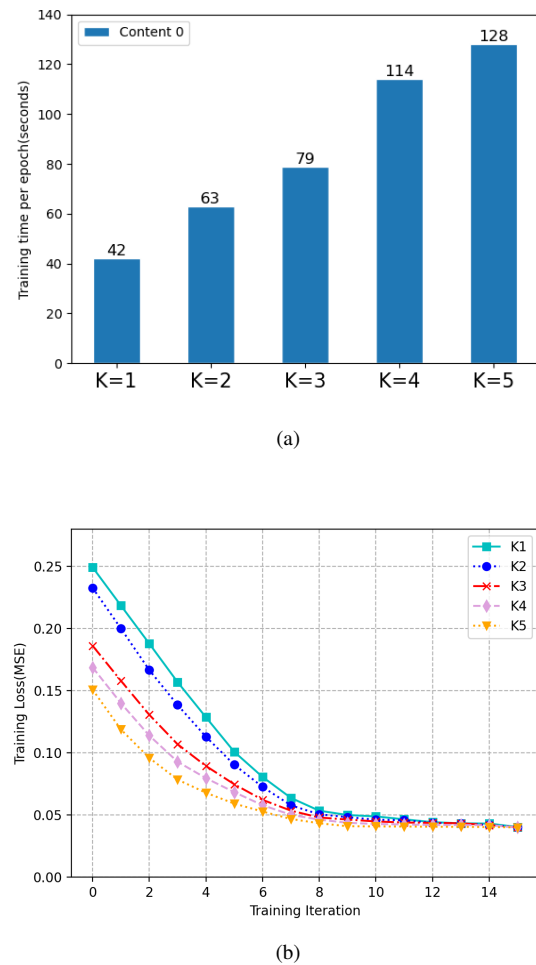 140
120
100
80
60
40
20
0
Training time per epoch(seconds)
Content 0
42
63
79
114
128
K=1 K=2 K=3 K=4 K=5
(a)
0.25
0.20
0.15
0.10
0.05
0.00
Training Loss(MSE)
K1
K2
K3
K4
K5
0 2 4 6 8 10 12 14
Training Iteration
(b)